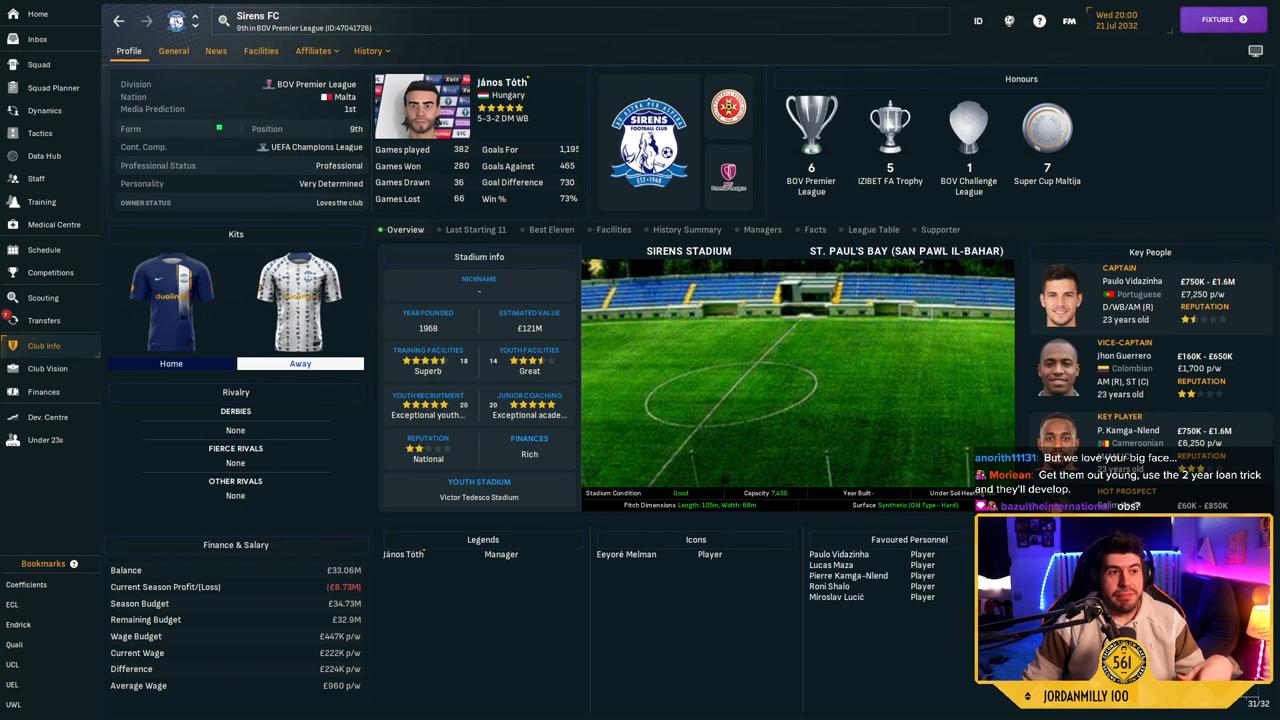 Home
Inbox
Squad
Squad Planner
Dynamics
Tactics
Data Hub
Staff
Training
Medical Centre
Schedule
Competitions
Scouting
Transfers
Club Info
Club Vision
Finances
Dev. Centre
Under 23s
Bookmarks ?
Coefficients
ECL
Endrick
Quali
UCL
UEL
UWL
Sirens FC
9th in BOV Premier League (ID:47041726)
ID
?
FM
Wed 20:00
21 Jul 2032
FIXTURES
Profile General News Facilities Affiliates History
Division BOV Premier League
Nation Malta
Media Prediction 1st
Form Position 9th
Cont. Comp. UEFA Champions League
Professional Status Professional
Personality Very Determined
OWNER STATUS Loves the club
János Tóth
Hungary
5-3-2 DM WB
Games played 382 Goals For 1,195
Games Won 280 Goals Against 465
Games Drawn 36 Goal Difference 730
Games Lost 66 Win % 73%
SIRENS
FOOTBALL CLUB
EST•1968
Premier League
Honours
6 5 1 7
BOV Premier League
IZIBET FA Trophy
BOV Challenge League
Super Cup Maltija
Kits
duolingo
duolingo
Home Away
Rivalry
DERBIES
None
FIERCE RIVALS
None
OTHER RIVALS
None
Overview Last Starting 11 Best Eleven Facilities History Summary Managers Facts League Table Supporter
Stadium info
NICKNAME
-
YEAR FOUNDED
1968
ESTIMATED VALUE
£121M
TRAINING FACILITIES
18
Superb
YOUTH FACILITIES
14
Great
YOUTH RECRUITMENT
20
Exceptional youth...
JUNIOR COACHING
20
Exceptional acade...
REPUTATION
National
FINANCES
Rich
YOUTH STADIUM
Victor Tedesco Stadium
SIRENS STADIUM
ST. PAUL'S BAY (SAN PAWL IL-BAHAR)
Stadium Condition Good Capacity 7,450 Year Built - Under Soil Hea
Pitch Dimensions Length: 105m, Width: 68m Surface Synthetic (Old Type - Hard)
Key People
CAPTAIN
Paulo Vidazinha £750K - £1.6M
Portuguese £7,250 p/w
D/WB/AM (R) REPUTATION
23 years old
VICE-CAPTAIN
Jhon Guerrero £160K - £650K
Colombian £1,700 p/w
AM (R), ST (C) REPUTATION
23 years old
KEY PLAYER
P. Kamga-Nlend £750K - £1.6M
Cameroonian £6,250 p/w
REPUTATION
23 years old
HOT PROSPECT
£60K - £850K
anorith11131: But we love your big face...
Moriean: Get them out young, use the 2 year loan trick
and they'll develop.
bazultheinternational: obs?
Finance & Salary
Balance £33.06M
Current Season Profit/(Loss) (£6.73M)
Season Budget £34.73M
Remaining Budget £32.9M
Wage Budget £447K p/w
Current Wage £222K p/w
Difference £224K p/w
Average Wage £960 p/w
Legends
János Tóth Manager
Icons
Eeyoré Melman Player
Favoured Personnel
Paulo Vidazinha Player
Lucas Maza Player
Pierre Kamga-Nlend Player
Roni Shalo Player
Miroslav Lucić Player
561
JORDANMILLY 100
31/32